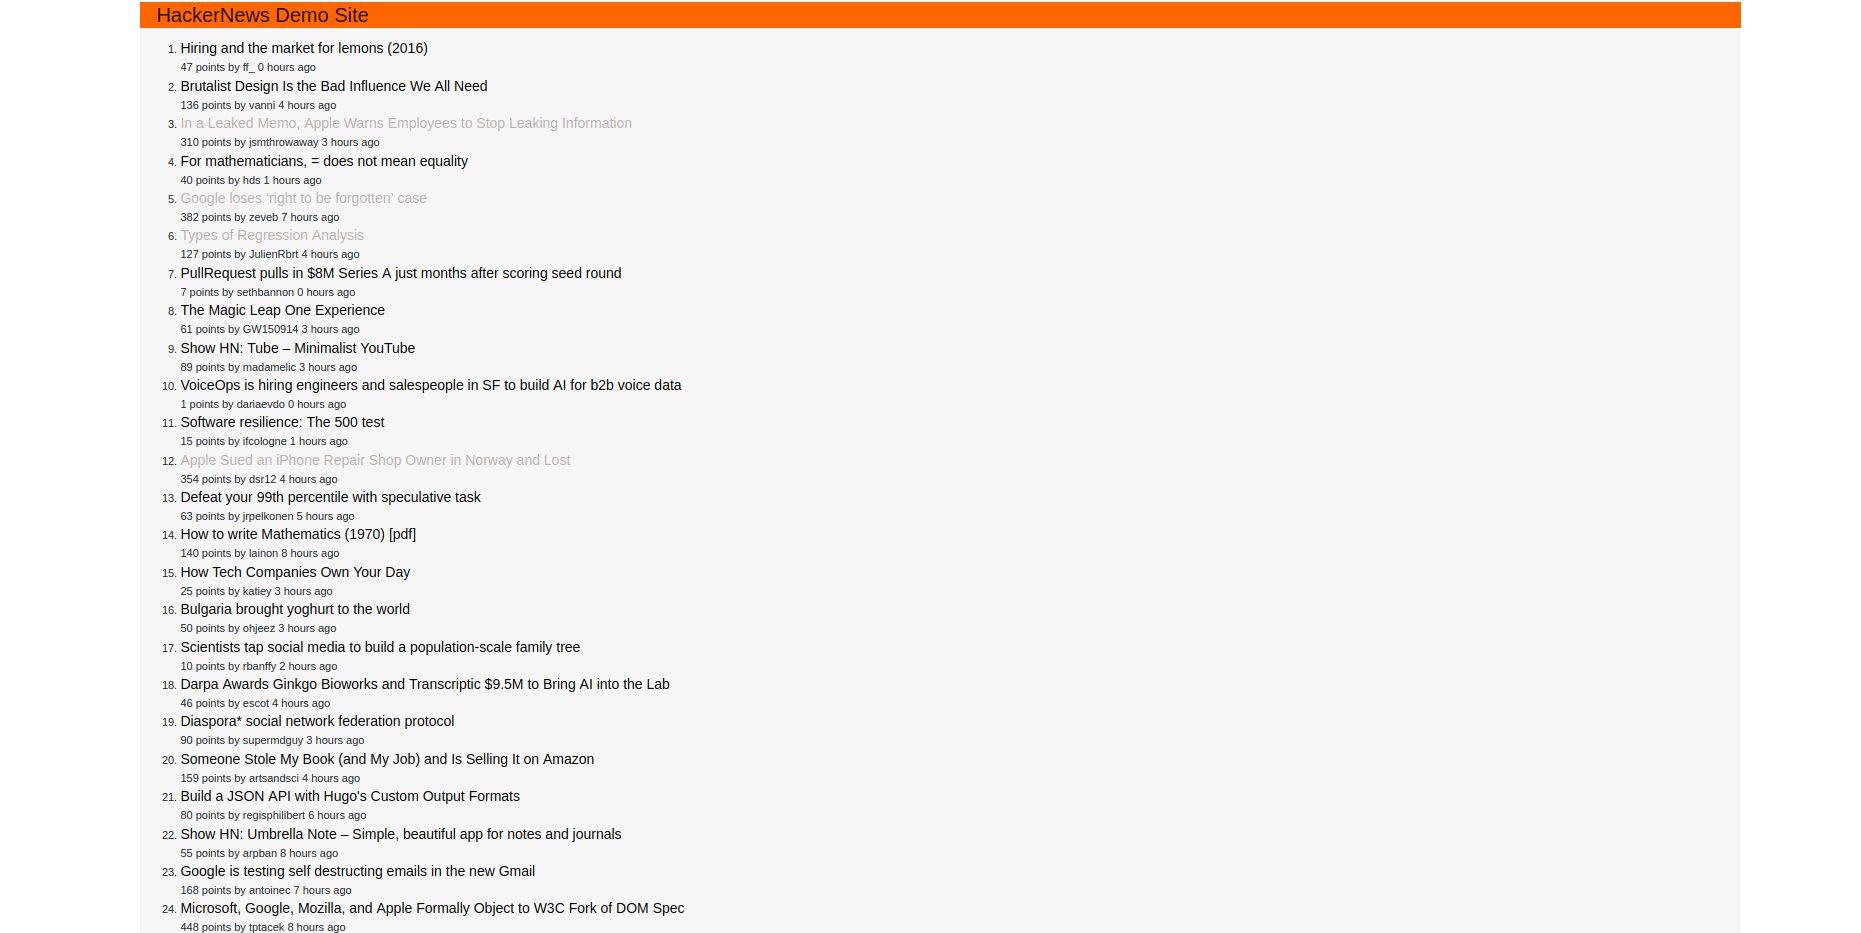 HackerNews Demo Site
1. Hiring and the market for lemons (2016)
47 points by ff_ 0 hours ago
2. Brutalist Design Is the Bad Influence We All Need
136 points by vanni 4 hours ago
3. In a Leaked Memo, Apple Warns Employees to Stop Leaking Information
310 points by jsmthrowaway 3 hours ago
4. For mathematicians, = does not mean equality
40 points by hds 1 hours ago
5. Google loses ‘right to be forgotten’ case
382 points by zeveb 7 hours ago
6. Types of Regression Analysis
127 points by JulienRbrt 4 hours ago
7. PullRequest pulls in $8M Series A just months after scoring seed round
7 points by sethbannon 0 hours ago
8. The Magic Leap One Experience
61 points by GW150914 3 hours ago
9. Show HN: Tube – Minimalist YouTube
89 points by madamelic 3 hours ago
10. VoiceOps is hiring engineers and salespeople in SF to build AI for b2b voice data
1 points by dariaevdo 0 hours ago
11. Software resilience: The 500 test
15 points by ifcologne 1 hours ago
12. Apple Sued an iPhone Repair Shop Owner in Norway and Lost
354 points by dsr12 4 hours ago
13. Defeat your 99th percentile with speculative task
63 points by jrpelkonen 5 hours ago
14. How to write Mathematics (1970) [pdf]
140 points by lainon 8 hours ago
15. How Tech Companies Own Your Day
25 points by katiey 3 hours ago
16. Bulgaria brought yoghurt to the world
50 points by ohjeez 3 hours ago
17. Scientists tap social media to build a population-scale family tree
10 points by rbanffy 2 hours ago
18. Darpa Awards Ginkgo Bioworks and Transcriptic $9.5M to Bring AI into the Lab
46 points by escot 4 hours ago
19. Diaspora* social network federation protocol
90 points by supermdguy 3 hours ago
20. Someone Stole My Book (and My Job) and Is Selling It on Amazon
159 points by artsandsci 4 hours ago
21. Build a JSON API with Hugo's Custom Output Formats
80 points by regisphilibert 6 hours ago
22. Show HN: Umbrella Note – Simple, beautiful app for notes and journals
55 points by arpban 8 hours ago
23. Google is testing self destructing emails in the new Gmail
168 points by antoinec 7 hours ago
24. Microsoft, Google, Mozilla, and Apple Formally Object to W3C Fork of DOM Spec
448 points by tptacek 8 hours ago